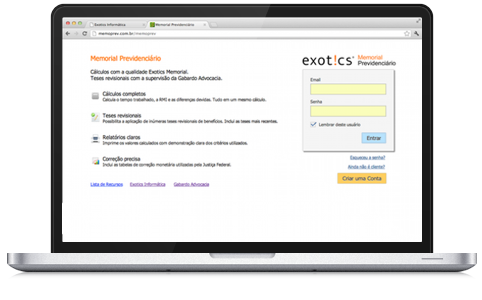 Exotics Informática
Memorial Previdenciário
memoprev.com.br/memoprev
Memorial Previdenciário
Cálculos com a qualidade Exotics Memorial.
Teses revisionais com a supervisão da Gabardo Advocacia.
Cálculos completos
Calcula o tempo trabalhado, a RMI e as diferenças devidas. Tudo em um mesmo cálculo.
Teses revisionais
Possibilita a aplicação de inúmeras teses revisionais de benefícios. Inclui as teses mais recentes.
Relatórios claros
Imprime os valores calculados com demonstração clara dos critérios utilizados.
Correção precisa
Inclui as tabelas de correção monetária utilizadas pela Justiça Federal.
Lista de Recursos Exotics Informática Gabardo Advocacia
exot!cs Memorial
Previdenciário
Email
Senha
Lembrar deste usuário
Entrar
Esqueceu a senha?
Ainda não é cliente?
Criar uma Conta